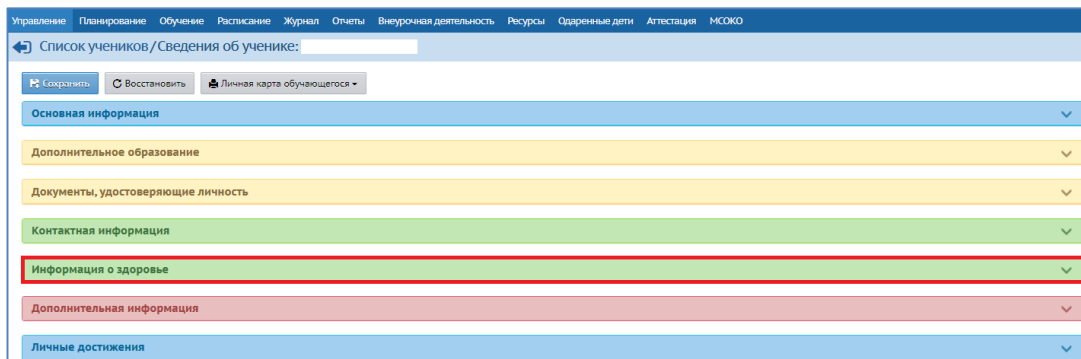 Управление Планирование Обучение Расписание Журнал Отчеты Внеурочная деятельность Ресурсы Одаренные дети Аттестация МСОКО
Список учеников/Сведения об ученике:
Сохранить Восстановить Личная карта обучающегося
Основная информация
Дополнительное образование
Документы, удостоверяющие личность
Контактная информация
Информация о здоровье
Дополнительная информация
Личные достижения